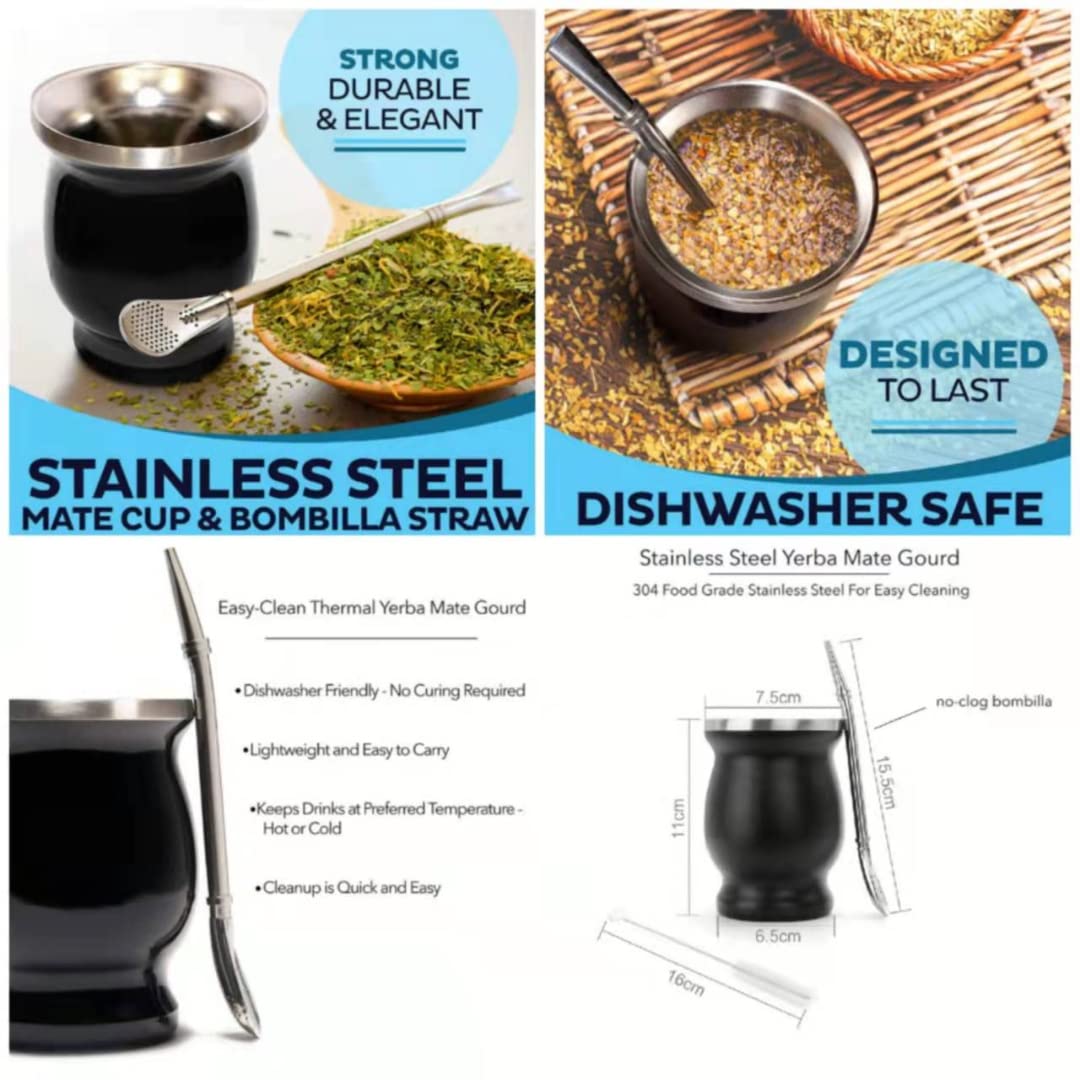 STRONG
DURABLE
& ELEGANT
STAINLESS STEEL
MATE CUP & BOMBILLA STRAW
DESIGNED
TO LAST
DISHWASHER SAFE
Easy-Clean Thermal Yerba Mate Gourd
•Dishwasher Friendly - No Curing Required
•Lightweight and Easy to Carry
•Keeps Drinks at Preferred Temperature -
Hot or Cold
•Cleanup is Quick and Easy
Stainless Steel Yerba Mate Gourd
304 Food Grade Stainless Steel For Easy Cleaning
7.5cm
no-clog bombilla
15.5cm
11cm
6.5cm
16cm